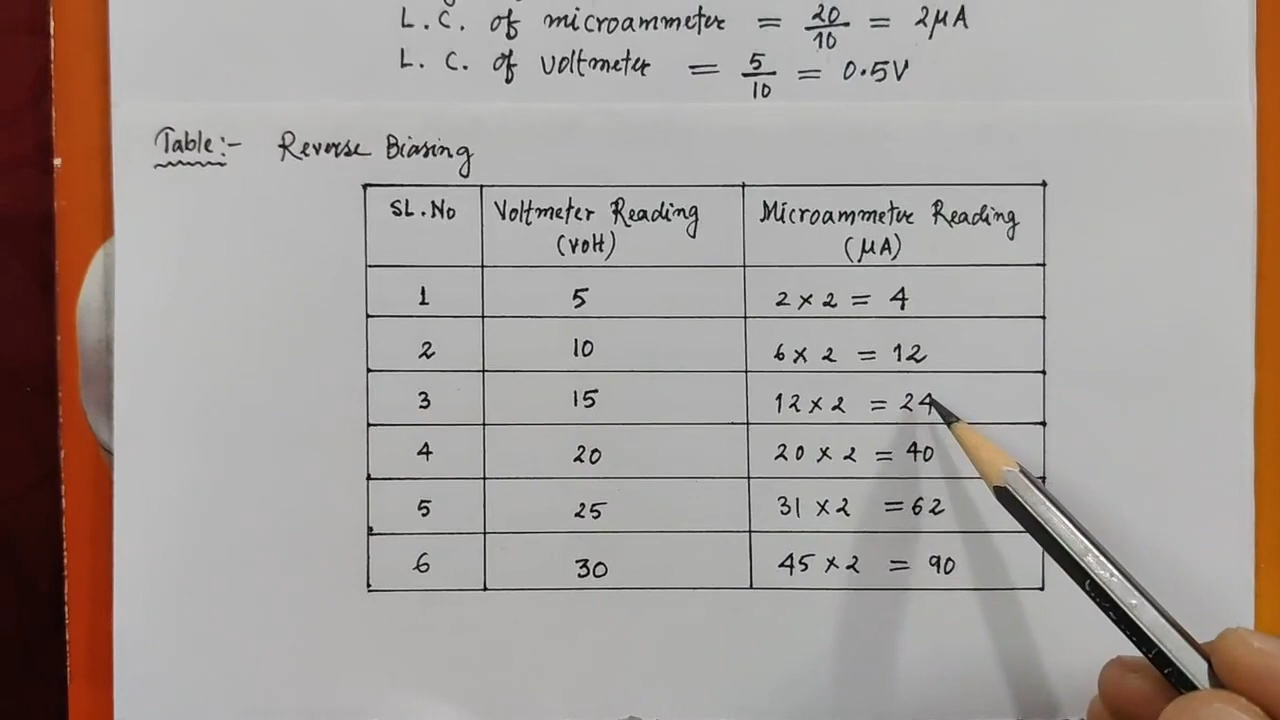 L.C. of microammeter = 20/10 = 2μA
L.C. of voltmeter = 5/10 = 0.5V
Table:- Reverse Biasing
SL.No Voltmeter Reading (volt) Microammeter Reading (μA)
1 5 2 × 2 = 4
2 10 6 × 2 = 12
3 15 12 × 2 = 24
4 20 20 × 2 = 40
5 25 31 × 2 = 62
6 30 45 × 2 = 90